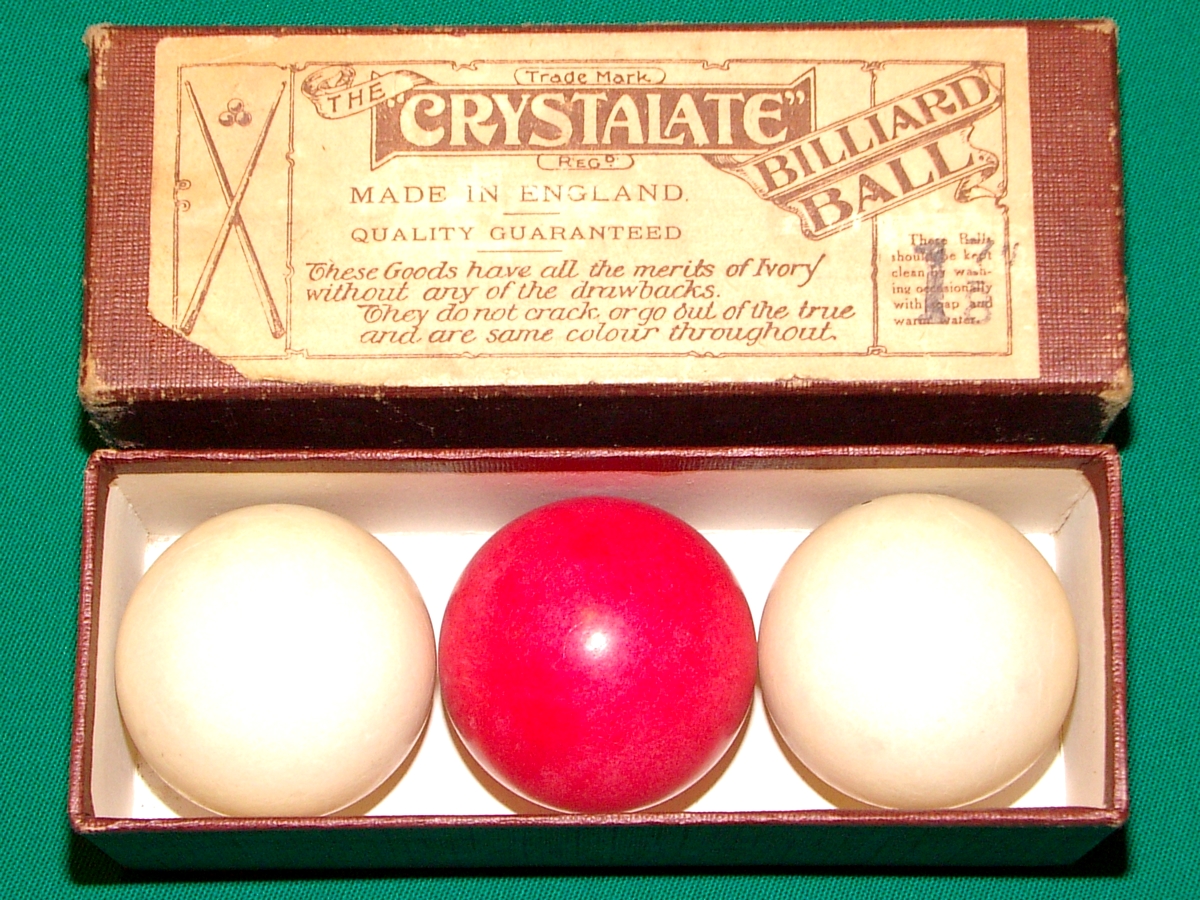 Trade Mark
THE "CRYSTALATE"
REGD.
BILLIARD
BALL.
MADE IN ENGLAND.
QUALITY GUARANTEED
These Goods have all the merits of Ivory
without any of the drawbacks.
They do not crack, or go out of the true
and are same colour throughout.
These Balls
should be kept
clean by wash-
ing occasionally
with soap and
warm water.